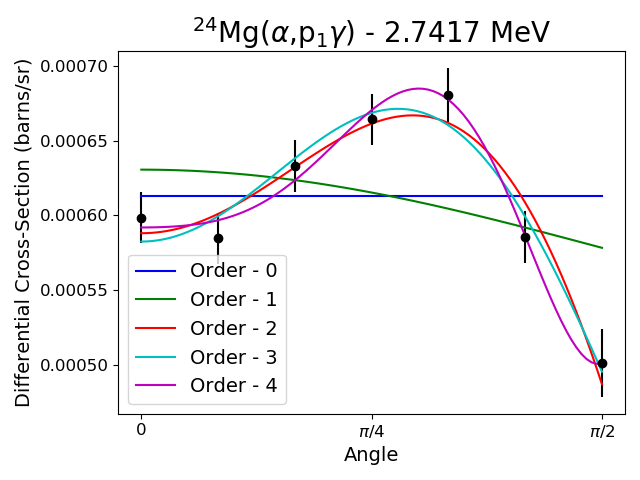 ²⁴Mg(α,p₁γ) - 2.7417 MeV
Differential Cross-Section (barns/sr)
0.00070
0.00065
0.00060
0.00055
0.00050
Order - 0
Order - 1
Order - 2
Order - 3
Order - 4
0
π/4
π/2
Angle